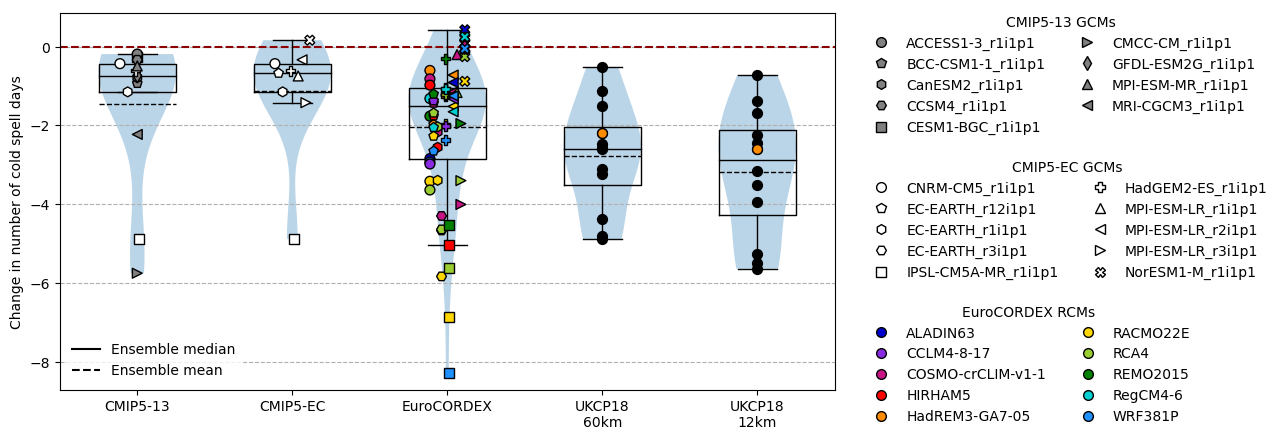 Change in number of cold spell days
0
−2
−4
−6
−8
Ensemble median
Ensemble mean
CMIP5-13
CMIP5-EC
EuroCORDEX
UKCP18
60km
UKCP18
12km
CMIP5-13 GCMs
ACCESS1-3_r1i1p1
BCC-CSM1-1_r1i1p1
CanESM2_r1i1p1
CCSM4_r1i1p1
CESM1-BGC_r1i1p1
CMCC-CM_r1i1p1
GFDL-ESM2G_r1i1p1
MPI-ESM-MR_r1i1p1
MRI-CGCM3_r1i1p1
CMIP5-EC GCMs
CNRM-CM5_r1i1p1
EC-EARTH_r12i1p1
EC-EARTH_r1i1p1
EC-EARTH_r3i1p1
IPSL-CM5A-MR_r1i1p1
HadGEM2-ES_r1i1p1
MPI-ESM-LR_r1i1p1
MPI-ESM-LR_r2i1p1
MPI-ESM-LR_r3i1p1
NorESM1-M_r1i1p1
EuroCORDEX RCMs
ALADIN63
CCLM4-8-17
COSMO-crCLIM-v1-1
HIRHAM5
HadREM3-GA7-05
RACMO22E
RCA4
REMO2015
RegCM4-6
WRF381P